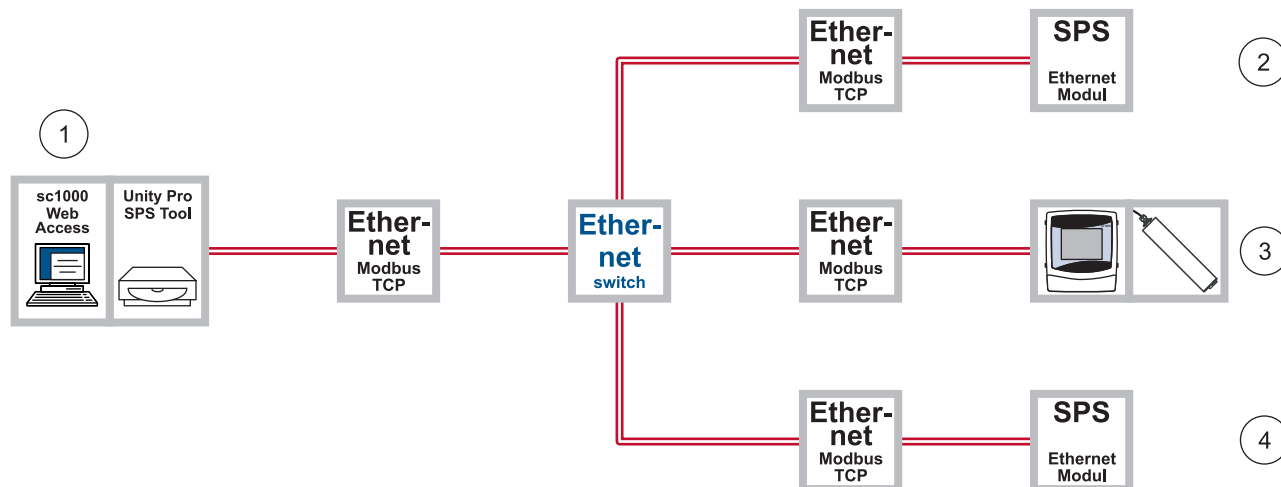 Ether-
net
Modbus
TCP
SPS
Ethernet
Modul
2
1
sc1000
Web
Access
Unity Pro
SPS Tool
Ether-
net
Modbus
TCP
Ether-
net
switch
Ether-
net
Modbus
TCP
3
Ether-
net
Modbus
TCP
SPS
Ethernet
Modul
4